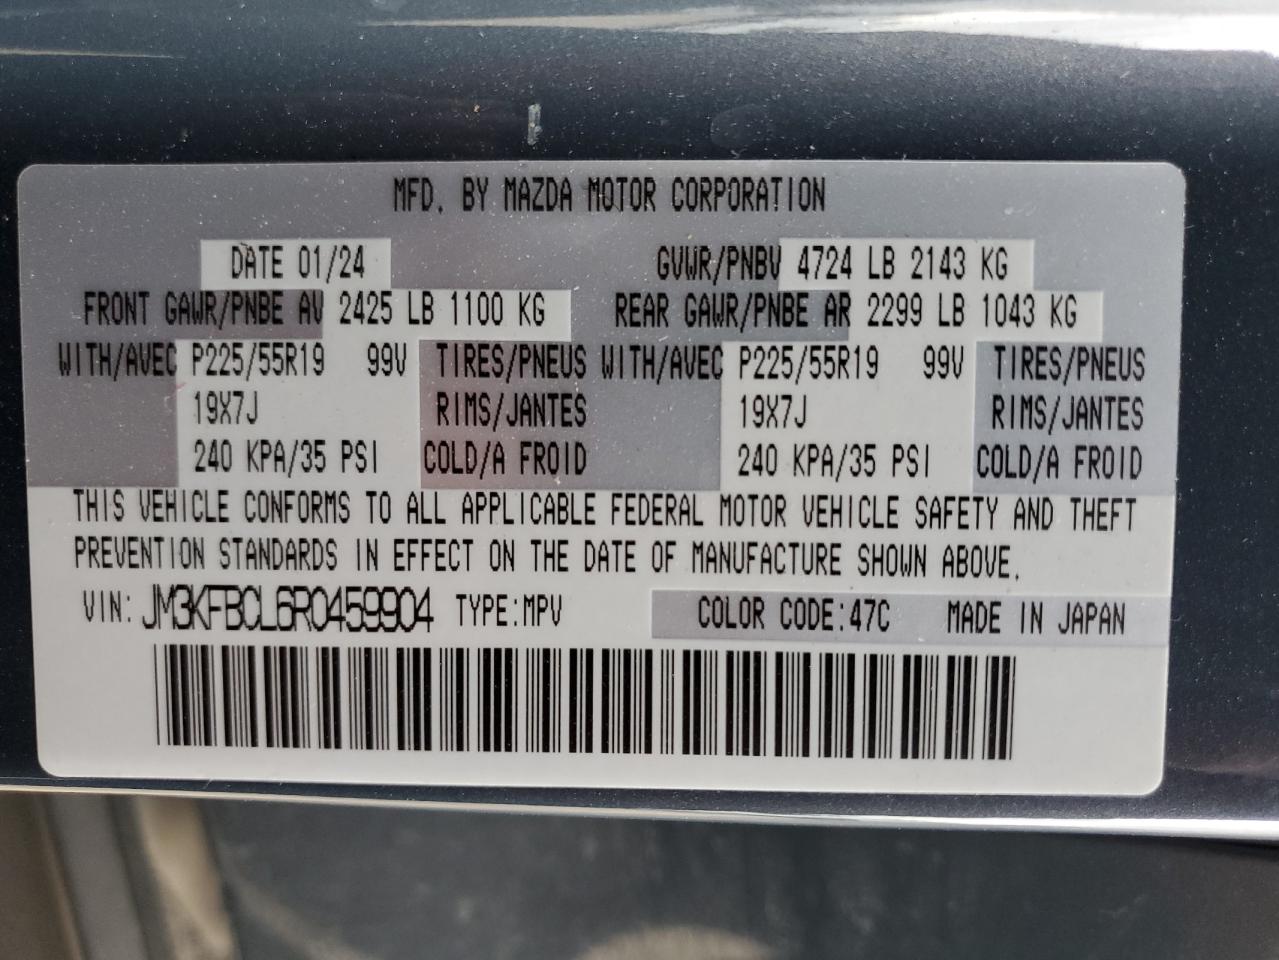 MFD. BY MAZDA MOTOR CORPORATION
DATE 01/24 GVWR/PNBV 4724 LB 2143 KG
FRONT GAWR/PNBE AV 2425 LB 1100 KG REAR GAWR/PNBE AR 2299 LB 1043 KG
WITH/AVEC P225/55R19 99V TIRES/PNEUS WITH/AVEC P225/55R19 99V TIRES/PNEUS
19X7J RIMS/JANTES 19X7J RIMS/JANTES
240 KPA/35 PSI COLD/A FROID 240 KPA/35 PSI COLD/A FROID
THIS VEHICLE CONFORMS TO ALL APPLICABLE FEDERAL MOTOR VEHICLE SAFETY AND THEFT
PREVENTION STANDARDS IN EFFECT ON THE DATE OF MANUFACTURE SHOWN ABOVE.
VIN: JM3KFBCL6R0459904 TYPE:MPV COLOR CODE:47C MADE IN JAPAN